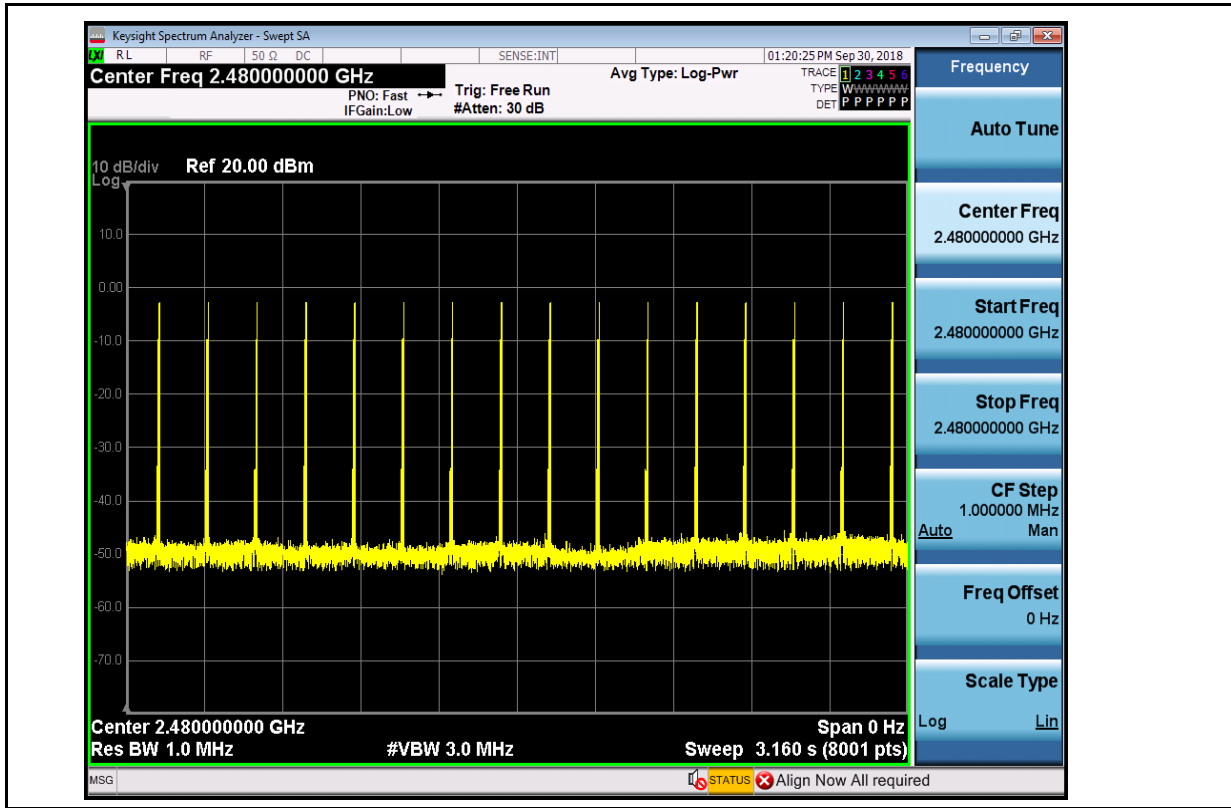 Keysight Spectrum Analyzer - Swept SA
LXI RL RF 50 Ω DC SENSE:INT 01:20:25 PM Sep 30, 2018
Center Freq 2.480000000 GHz
PNO: Fast
IFGain:Low
Trig: Free Run
#Atten: 30 dB
Avg Type: Log-Pwr
TRACE 1 2 3 4 5 6
TYPE WWWWWW
DET P P P P P P
10 dB/div Ref 20.00 dBm
Log
10.0
0.00
-10.0
-20.0
-30.0
-40.0
-50.0
-60.0
-70.0
Center 2.480000000 GHz Span 0 Hz
Res BW 1.0 MHz #VBW 3.0 MHz Sweep 3.160 s (8001 pts)
MSG STATUS Align Now All required
Frequency
Auto Tune
Center Freq
2.480000000 GHz
Start Freq
2.480000000 GHz
Stop Freq
2.480000000 GHz
CF Step
1.000000 MHz
Auto Man
Freq Offset
0 Hz
Scale Type
Log Lin